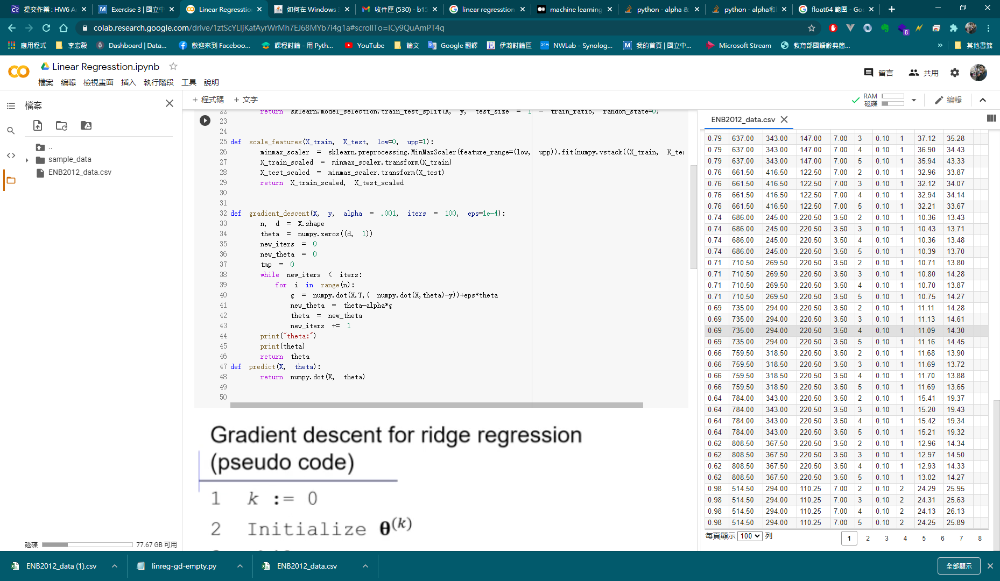 提交作業 : HW6 A
Exercise 3 | 國立中
Linear Regresstio
如何在 Windows
收件匣 (530) - b15
linear regresstion
machine learning
python - alpha &
python - alpha和
float64 範圍 - Goo
colab.research.google.com/drive/1ztScYLljKafAyrWrMh7EJ68MYb7i4g1a#scrollTo=ICy9QuAmPT4q
8
應用程式
李宏毅
Dashboard | Data...
歡迎來到 Faceboo...
課程討論 - 用 Pyth...
YouTube
論文
Google 翻譯
伊莉討論區
NWLab - Synolog...
我的首頁 | 國立中...
Microsoft Stream
教育部國語辭典簡...
»
其他書籤
Linear Regresstion.ipynb
留言
共用
檔案 編輯 檢視畫面 插入 執行階段 工具 說明
檔案
+ 程式碼 + 文字
RAM
磁碟
編輯
..
sample_data
ENB2012_data.csv
磁碟 77.67 GB 可用
22 return sklearn.model_selection.train_test_split(X, y, test_size = 1 - train_ratio, random_state=0)
23
24
25 def scale_features(X_train, X_test, low=0, upp=1):
26 minmax_scaler = sklearn.preprocessing.MinMaxScaler(feature_range=(low, upp)).fit(numpy.vstack((X_train, X_tes
27 X_train_scaled = minmax_scaler.transform(X_train)
28 X_test_scaled = minmax_scaler.transform(X_test)
29 return X_train_scaled, X_test_scaled
30
31
32 def gradient_descent(X, y, alpha = .001, iters = 100, eps=1e-4):
33 n, d = X.shape
34 theta = numpy.zeros((d, 1))
35 new_iters = 0
36 new_theta = 0
37 tmp = 0
38 while new_iters < iters:
39 for i in range(n):
40 g = numpy.dot(X.T,( numpy.dot(X,theta)-y))+eps*theta
41 new_theta = theta-alpha*g
42 theta = new_theta
43 new_iters += 1
44 print("theta:")
45 print(theta)
46 return theta
47 def predict(X, theta):
48 return numpy.dot(X, theta)
49
50
Gradient descent for ridge regression
(pseudo code)
1 k := 0
2 Initialize θ(k)
ENB2012_data.csv
0.79 637.00 343.00 147.00 7.00 3 0.10 1 37.12 35.28
0.79 637.00 343.00 147.00 7.00 4 0.10 1 36.90 34.43
0.79 637.00 343.00 147.00 7.00 5 0.10 1 35.94 43.33
0.76 661.50 416.50 122.50 7.00 2 0.10 1 32.96 33.87
0.76 661.50 416.50 122.50 7.00 3 0.10 1 32.12 34.07
0.76 661.50 416.50 122.50 7.00 4 0.10 1 32.94 34.14
0.76 661.50 416.50 122.50 7.00 5 0.10 1 32.21 33.67
0.74 686.00 245.00 220.50 3.50 2 0.10 1 10.36 13.43
0.74 686.00 245.00 220.50 3.50 3 0.10 1 10.43 13.71
0.74 686.00 245.00 220.50 3.50 4 0.10 1 10.36 13.48
0.74 686.00 245.00 220.50 3.50 5 0.10 1 10.39 13.70
0.71 710.50 269.50 220.50 3.50 2 0.10 1 10.71 13.80
0.71 710.50 269.50 220.50 3.50 3 0.10 1 10.80 14.28
0.71 710.50 269.50 220.50 3.50 4 0.10 1 10.70 13.87
0.71 710.50 269.50 220.50 3.50 5 0.10 1 10.75 14.27
0.69 735.00 294.00 220.50 3.50 2 0.10 1 11.11 14.28
0.69 735.00 294.00 220.50 3.50 3 0.10 1 11.13 14.61
0.69 735.00 294.00 220.50 3.50 4 0.10 1 11.09 14.30
0.69 735.00 294.00 220.50 3.50 5 0.10 1 11.16 14.45
0.66 759.50 318.50 220.50 3.50 2 0.10 1 11.68 13.90
0.66 759.50 318.50 220.50 3.50 3 0.10 1 11.69 13.72
0.66 759.50 318.50 220.50 3.50 4 0.10 1 11.70 13.88
0.66 759.50 318.50 220.50 3.50 5 0.10 1 11.69 13.65
0.64 784.00 343.00 220.50 3.50 2 0.10 1 15.41 19.37
0.64 784.00 343.00 220.50 3.50 3 0.10 1 15.20 19.43
0.64 784.00 343.00 220.50 3.50 4 0.10 1 15.42 19.34
0.64 784.00 343.00 220.50 3.50 5 0.10 1 15.21 19.32
0.62 808.50 367.50 220.50 3.50 2 0.10 1 12.96 14.34
0.62 808.50 367.50 220.50 3.50 3 0.10 1 12.97 14.50
0.62 808.50 367.50 220.50 3.50 4 0.10 1 12.93 14.33
0.62 808.50 367.50 220.50 3.50 5 0.10 1 13.02 14.27
0.98 514.50 294.00 110.25 7.00 2 0.10 2 24.29 25.95
0.98 514.50 294.00 110.25 7.00 3 0.10 2 24.31 25.63
0.98 514.50 294.00 110.25 7.00 4 0.10 2 24.13 26.13
0.98 514.50 294.00 110.25 7.00 5 0.10 2 24.25 25.89
每頁顯示 100 列
1 2 3 4 5 6 7 8
ENB2012_data (1).csv
linreg-gd-empty.py
ENB2012_data.csv
全部顯示